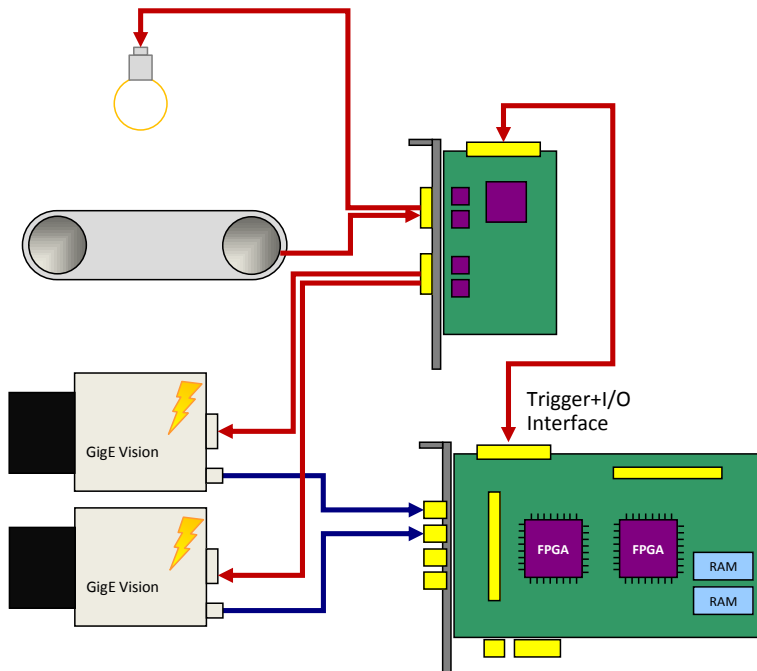 Trigger+I/O
Interface
GigE Vision
GigE Vision
FPGA
FPGA
RAM
RAM